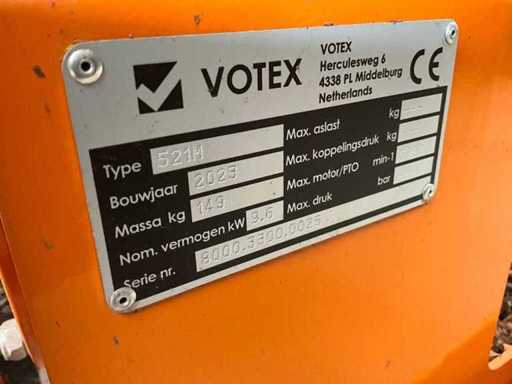 VOTEX
VOTEX
Herculesweg 6
4338 PL Middelburg
Netherlands
CE
Type 521M
Bouwjaar 2023
Massa kg 149
Nom. vermogen kW 9.6
Serie nr. 8000.3300.0025
Max. aslast kg
Max. koppelingsdruk kg
Max. motor/PTO min-1
Max. druk bar